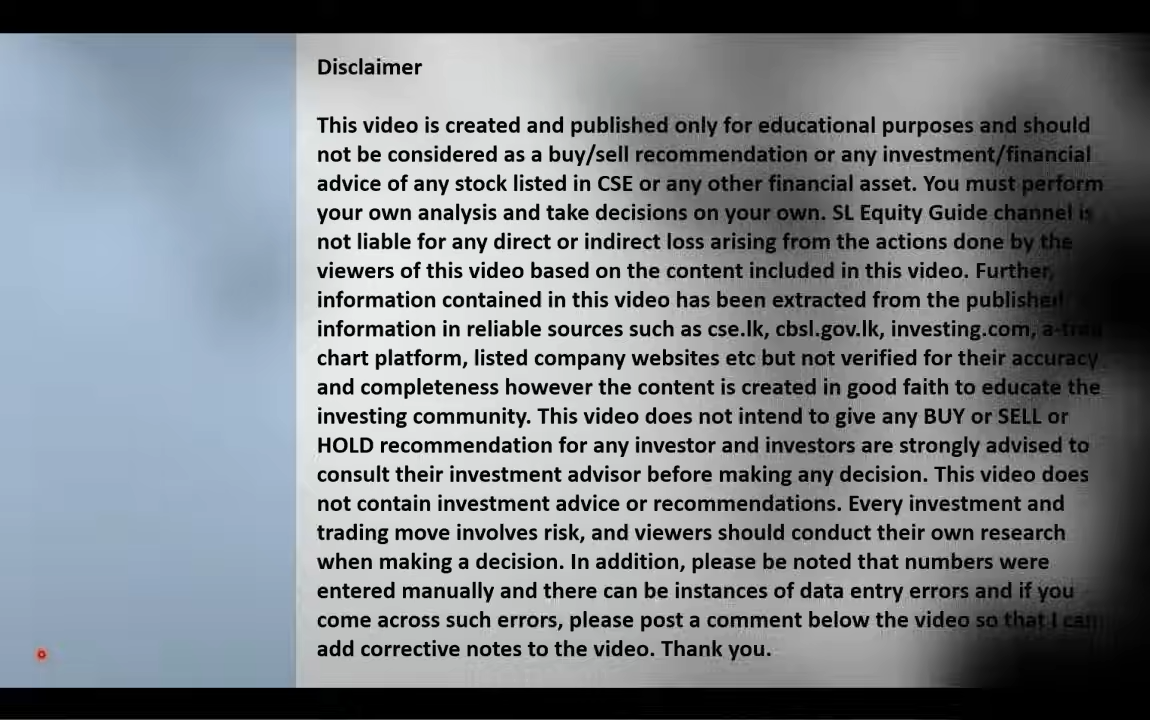 Disclaimer
This video is created and published only for educational purposes and should
not be considered as a buy/sell recommendation or any investment/financial
advice of any stock listed in CSE or any other financial asset. You must perform
your own analysis and take decisions on your own. SL Equity Guide channel is
not liable for any direct or indirect loss arising from the actions done by the
viewers of this video based on the content included in this video. Further,
information contained in this video has been extracted from the published
information in reliable sources such as cse.lk, cbsl.gov.lk, investing.com,
chart platform, listed company websites etc but not verified for their accuracy
and completeness however the content is created in good faith to educate the
investing community. This video does not intend to give any BUY or SELL or
HOLD recommendation for any investor and investors are strongly advised to
consult their investment advisor before making any decision. This video does
not contain investment advice or recommendations. Every investment and
trading move involves risk, and viewers should conduct their own research
when making a decision. In addition, please be noted that numbers were
entered manually and there can be instances of data entry errors and if you
come across such errors, please post a comment below the video so that I can
add corrective notes to the video. Thank you.